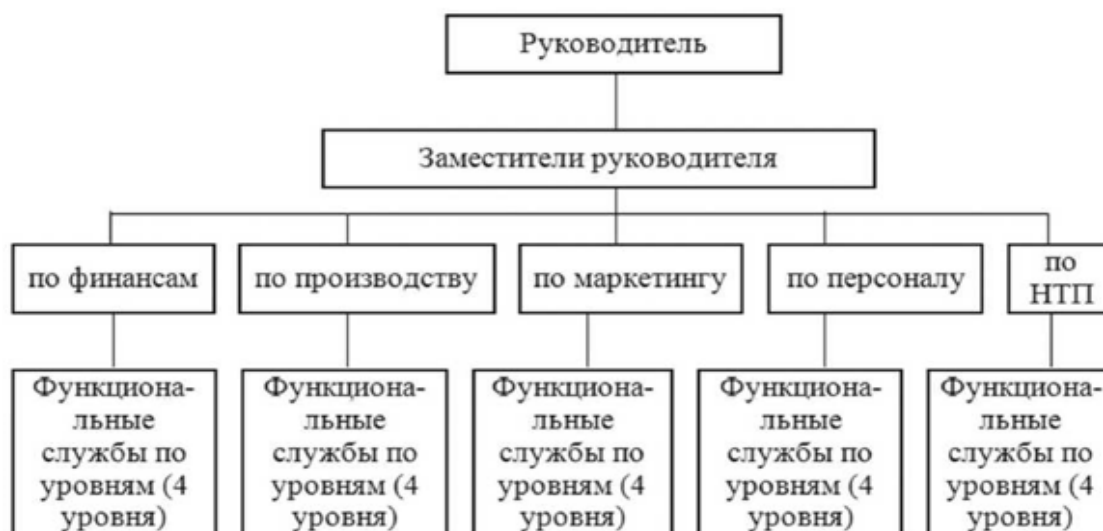 Руководитель
Заместители руководителя
по финансам
по производству
по маркетингу
по персоналу
по
НТП
Функциона-
льные
службы по
уровням (4
уровня)
Функциона-
льные
службы по
уровням (4
уровня)
Функциона-
льные
службы по
уровням (4
уровня)
Функциона-
льные
службы по
уровням (4
уровня)
Функциона-
льные
службы по
уровням (4
уровня)